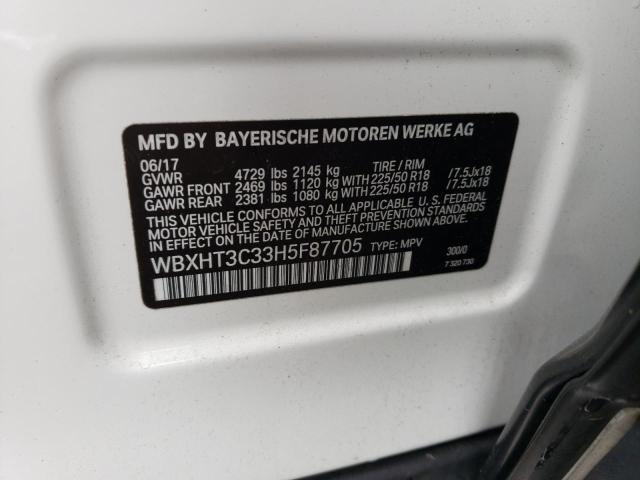 MFD BY BAYERISCHE MOTOREN WERKE AG
06/17 TIRE / RIM
GVWR 4729 lbs 2145 kg
GAWR FRONT 2469 lbs 1120 kg WITH 225/50 R18 /7.5Jx18
GAWR REAR 2381 lbs 1080 kg WITH 225/50 R18 /7.5Jx18
THIS VEHICLE CONFORMS TO ALL APPLICABLE U.S. FEDERAL
MOTOR VEHICLE SAFETY AND THEFT PREVENTION STANDARDS
IN EFFECT ON THE DATE OF MANUFACTURE SHOWN ABOVE.
WBXHT3C33H5F87705 TYPE: MPV 300/0
7 320 730